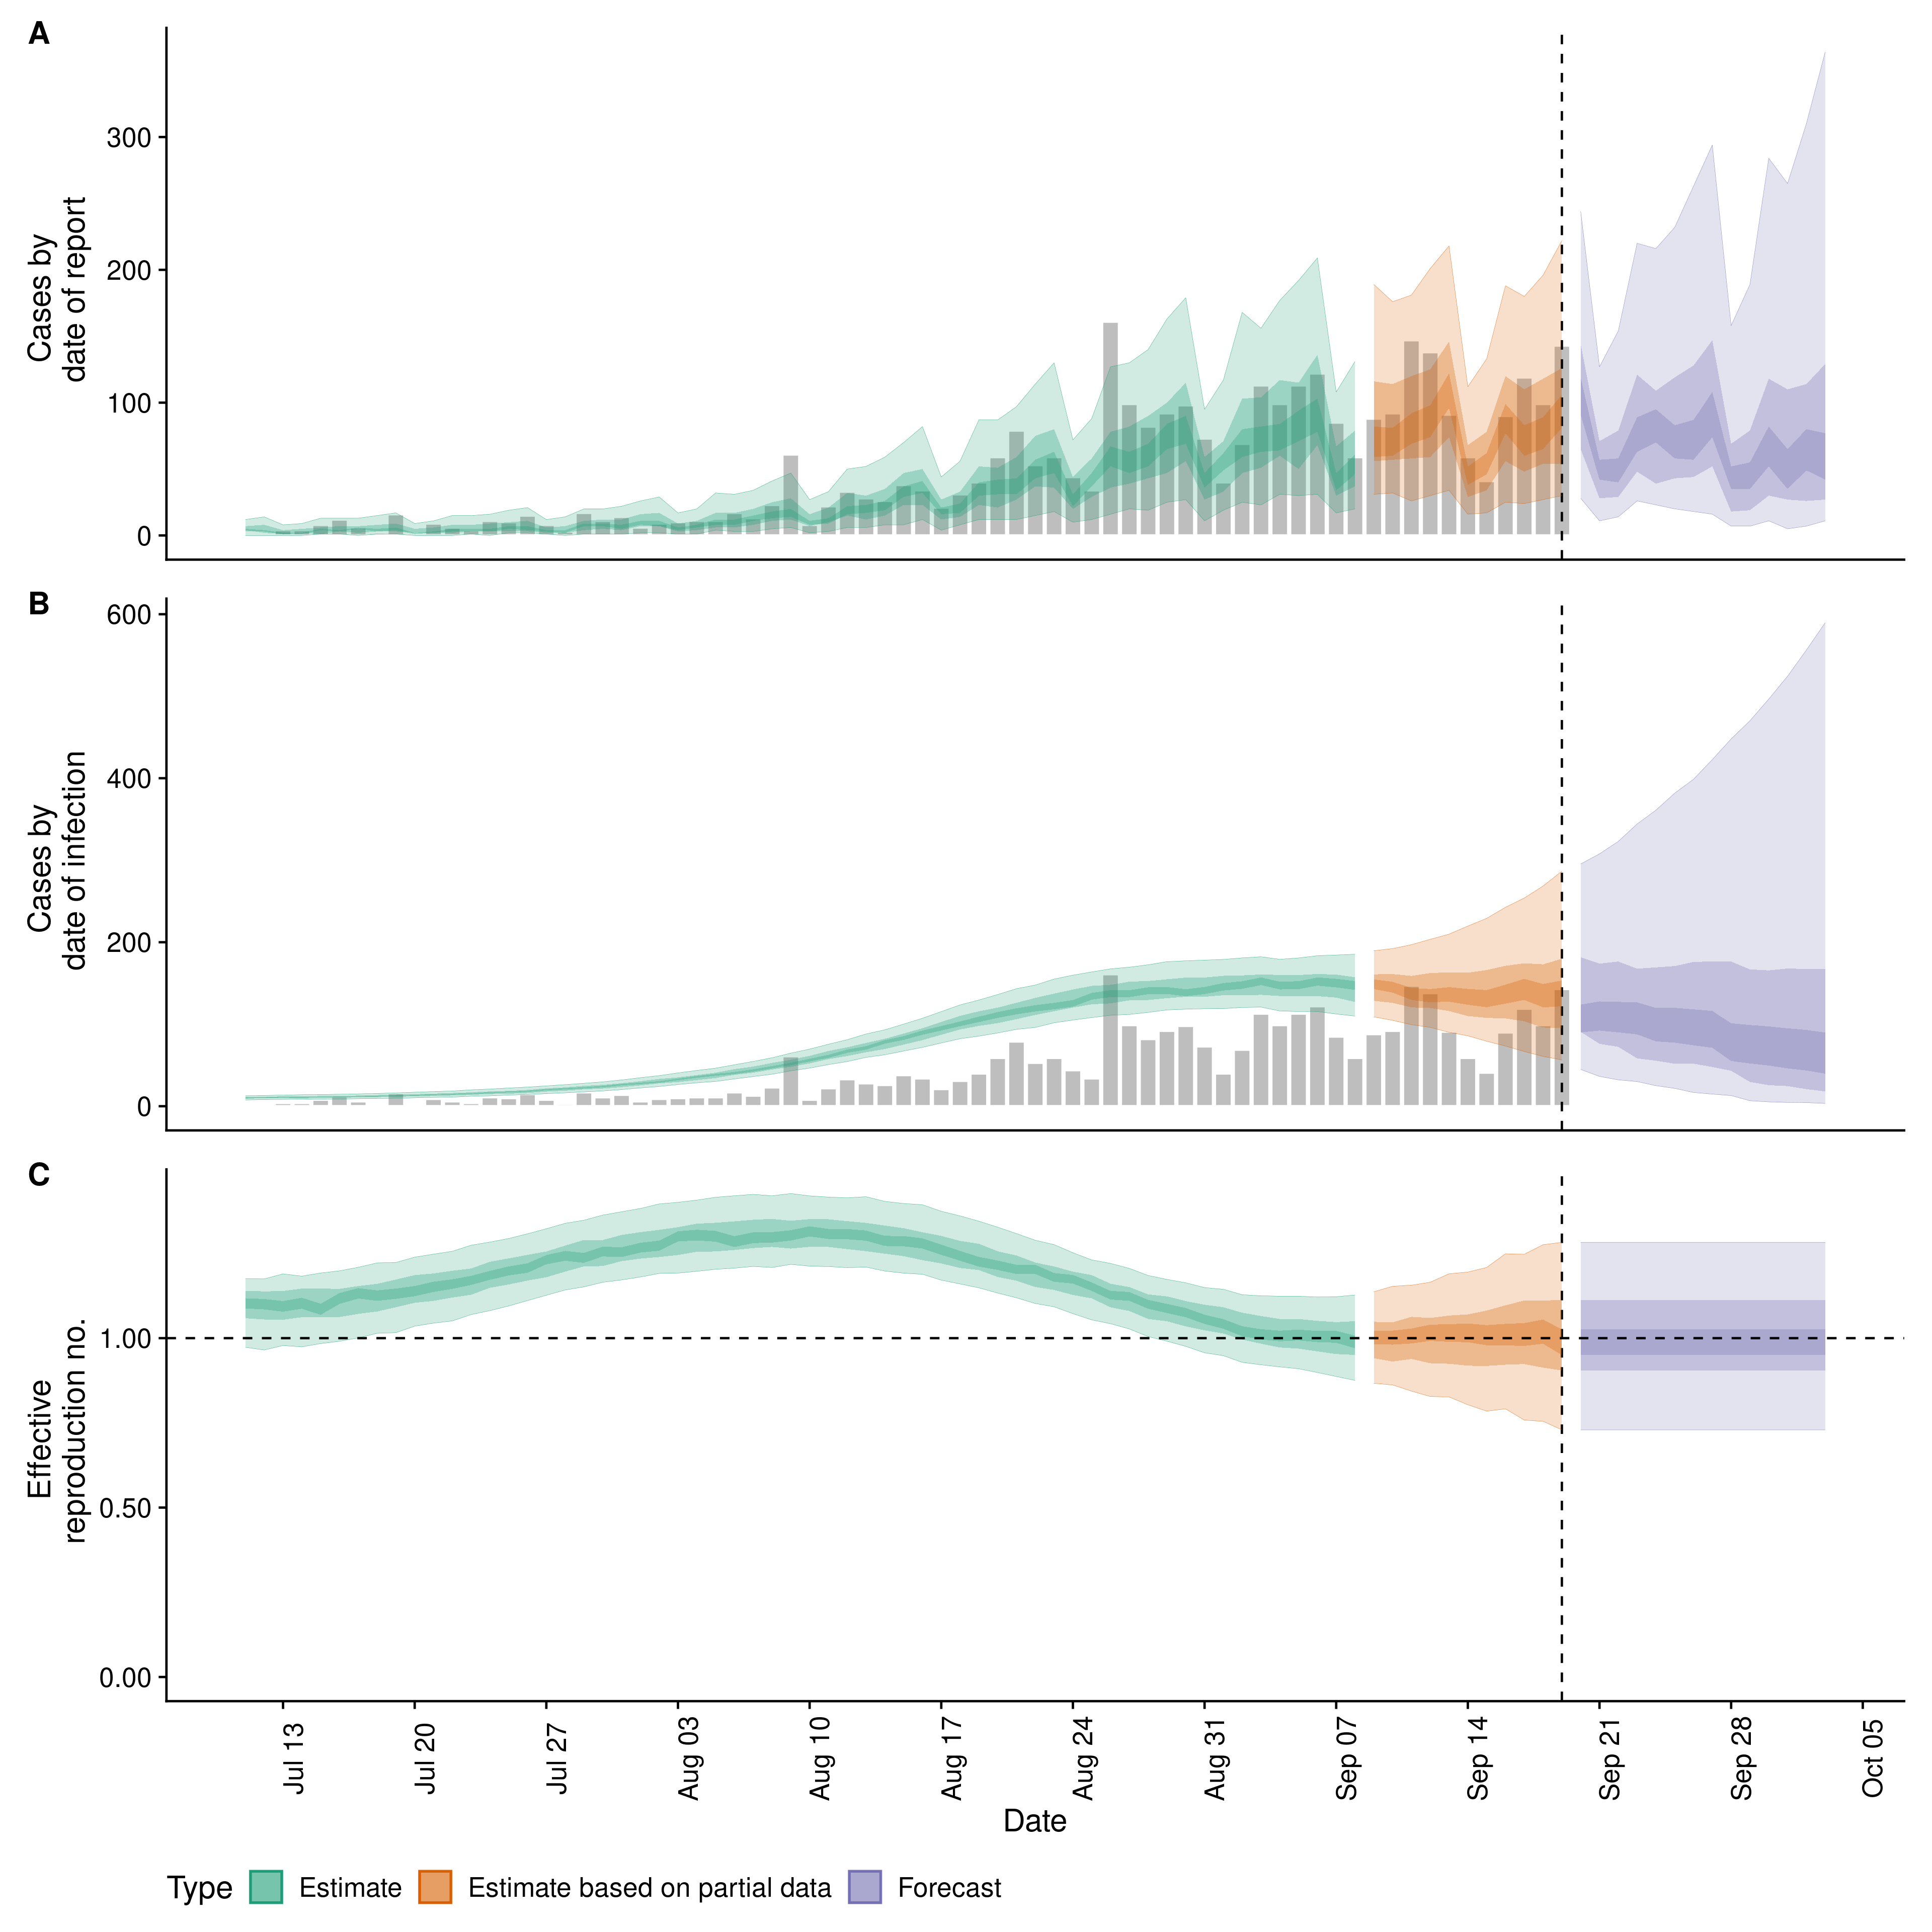 A
Cases by
date of report
300
200
100
0
B
Cases by
date of infection
600
400
200
0
C
Effective
reproduction no.
1.00
0.50
0.00
Jul 13
Jul 20
Jul 27
Aug 03
Aug 10
Aug 17
Aug 24
Aug 31
Sep 07
Sep 14
Sep 21
Sep 28
Oct 05
Date
Type Estimate Estimate based on partial data Forecast